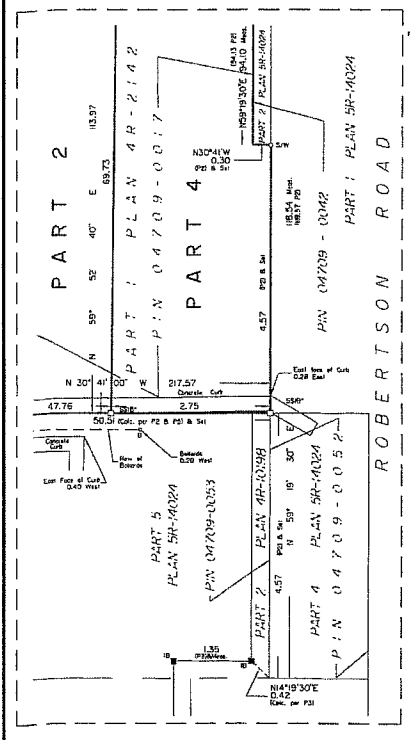 PART 2
N 59° 52' 40" E 113.97
69.73
PART 1 PLAN 4R-2142
PIN 04709-0017
PART 4
(94.13 P2)
N59°19'30"E 94.10 Meas.
PART 2 PLAN 5R-14024
N30°41'W
0.30
(P2) & Set
S/W
118.54 Meas.
4.57 (P2) & Set
PIN 04709-0042
PART 1 PLAN 5R-14024
ROBERTSON ROAD
N 30° 41' 00" W 217.57
Concrete Curb
East face of Curb
0.28 East
47.76
SSIB
2.75
SSIB
50.51 (Calc. per P2 & P3) & Set
Concrete
Curb
Row of
Bollards
Bollards
0.20 West
East Face of Curb
0.40 West
PART 5
PLAN 5R-14024
PIN 04709-0053
PART 2 PLAN 4R-10198
4.57 (P2) & Set
N 59° 19' 30" E
PART 4 PLAN 5R-14024
PIN 04709-0052
1.35
IB
IB
N14°19'30"E
0.42
(Calc. per P3)